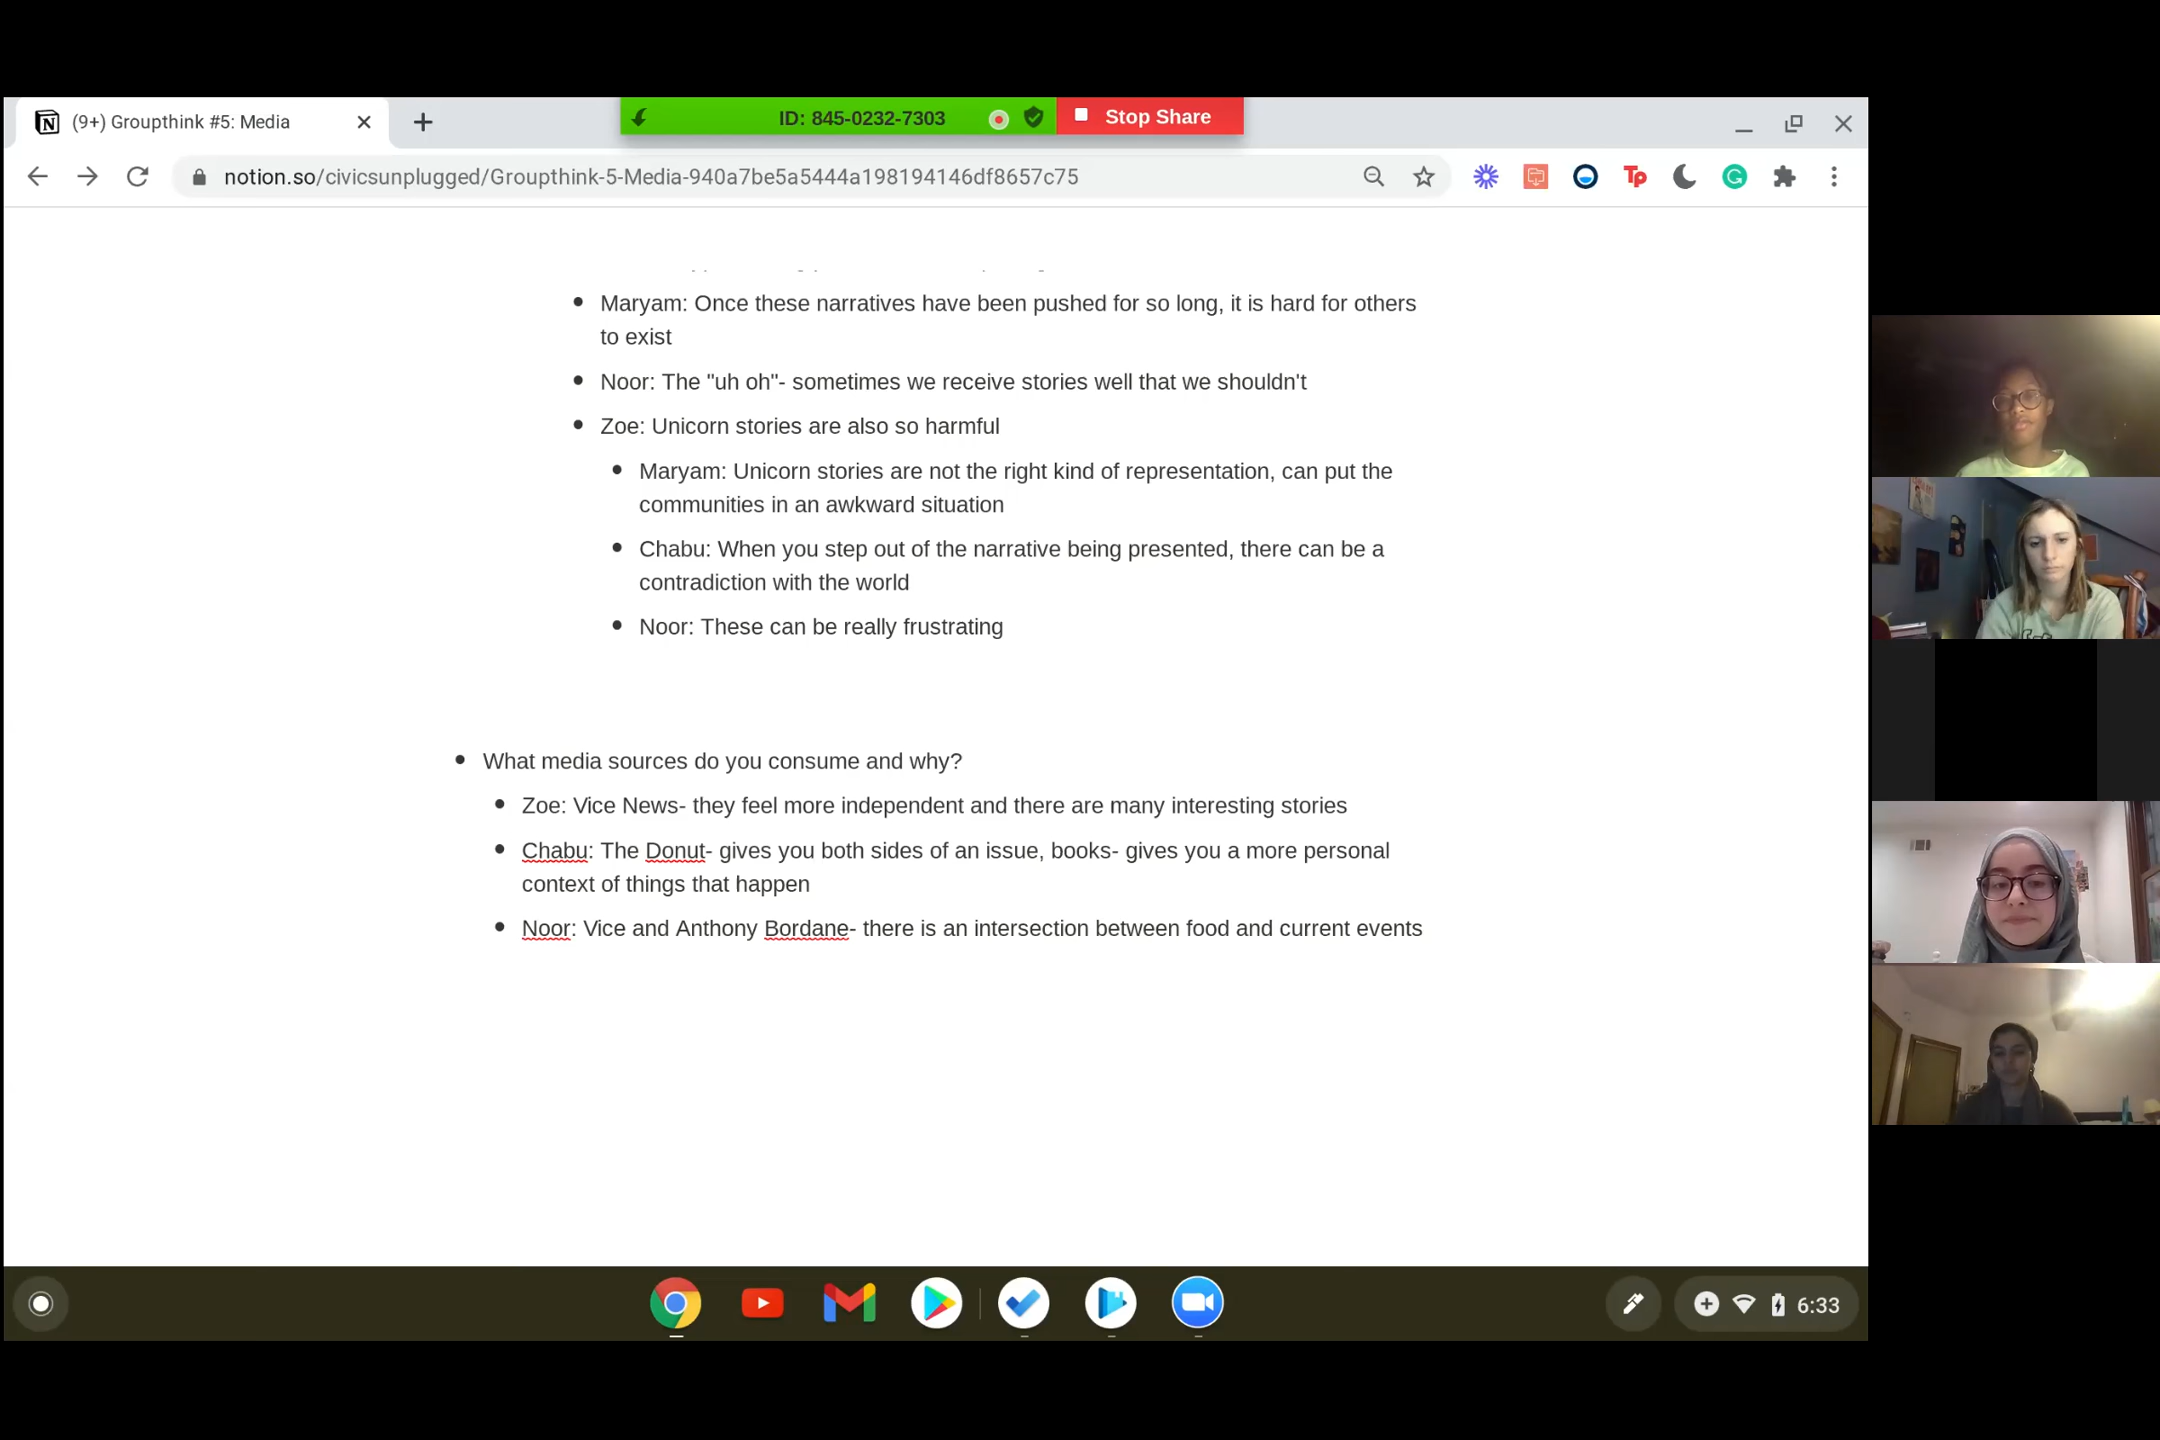 (9+) Groupthink #5: Media
ID: 845-0232-7303
Stop Share
notion.so/civicsunplugged/Groupthink-5-Media-940a7be5a5444a198194146df8657c75
Maryam: Once these narratives have been pushed for so long, it is hard for others
to exist
Noor: The "uh oh"- sometimes we receive stories well that we shouldn't
Zoe: Unicorn stories are also so harmful
Maryam: Unicorn stories are not the right kind of representation, can put the
communities in an awkward situation
Chabu: When you step out of the narrative being presented, there can be a
contradiction with the world
Noor: These can be really frustrating
What media sources do you consume and why?
Zoe: Vice News- they feel more independent and there are many interesting stories
Chabu: The Donut- gives you both sides of an issue, books- gives you a more personal
context of things that happen
Noor: Vice and Anthony Bordane- there is an intersection between food and current events
6:33